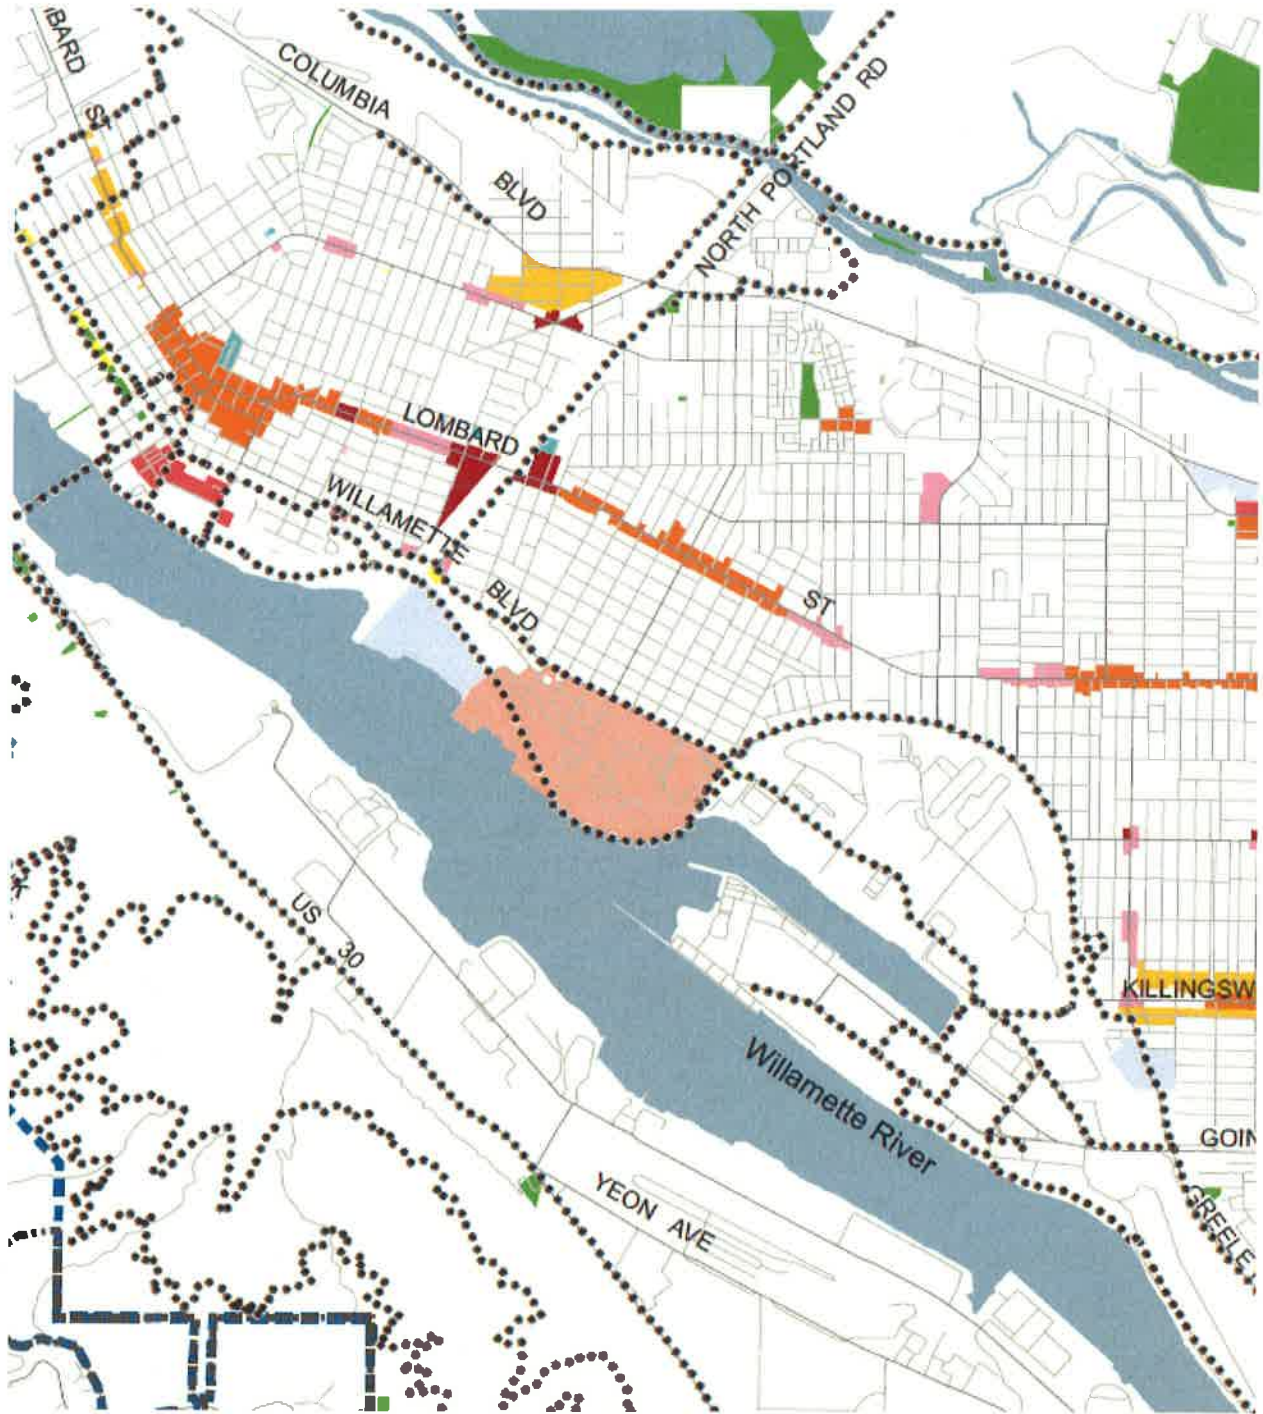 BARD
ST
COLUMBIA
BLVD
NORTH PORTLAND RD
LOMBARD
ST
WILLAMETTE
BLVD
US 30
KILLINGSW
Willamette River
GOIN
GREELE
YEON AVE